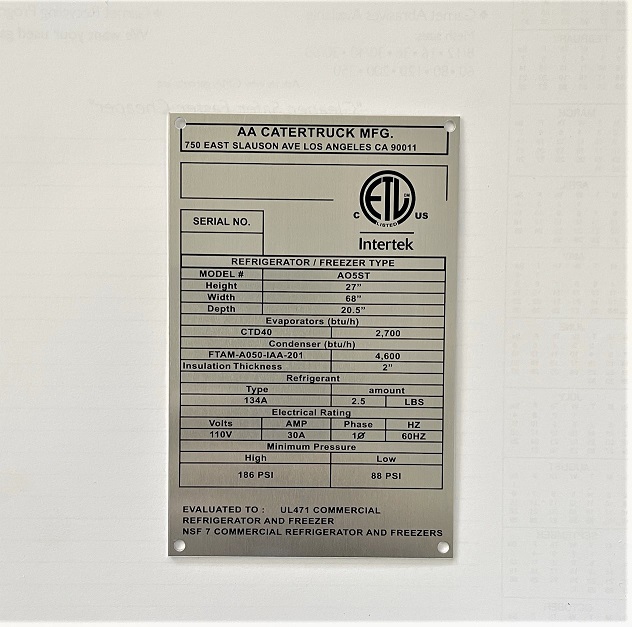 AA CATERTRUCK MFG.
750 EAST SLAUSON AVE LOS ANGELES CA 90011
ETL
CM
LISTED
C US
Intertek
SERIAL NO.
REFRIGERATOR / FREEZER TYPE
MODEL # AO5ST
Height 27”
Width 68”
Depth 20.5”
Evaporators (btu/h)
CTD40 2,700
Condenser (btu/h)
FTAM-A050-IAA-201 4,600
Insulation Thickness 2”
Refrigerant
Type amount
134A 2.5 LBS
Electrical Rating
Volts AMP Phase HZ
110V 30A 1Ø 60HZ
Minimum Pressure
High Low
186 PSI 88 PSI
EVALUATED TO : UL471 COMMERCIAL
REFRIGERATOR AND FREEZER
NSF 7 COMMERCIAL REFRIGERATOR AND FREEZERS